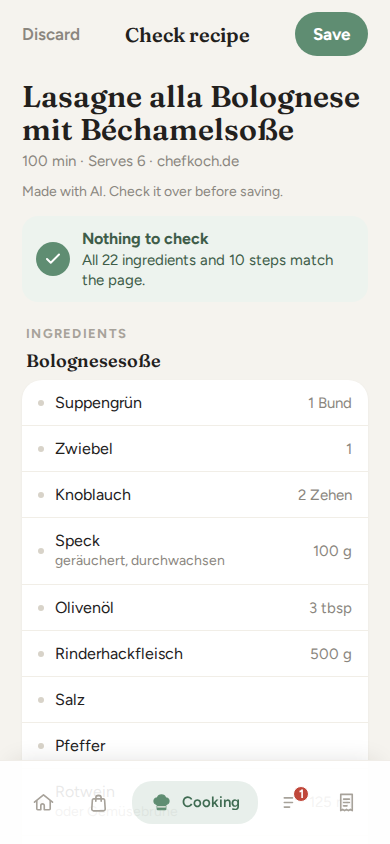 Discard
Check recipe
Save
Lasagne alla Bolognese
mit Béchamelsoße
100 min · Serves 6 · chefkoch.de
Made with AI. Check it over before saving.
Nothing to check
All 22 ingredients and 10 steps match
the page.
INGREDIENTS
Bolognesesoße
Suppengrün 1 Bund
Zwiebel 1
Knoblauch 2 Zehen
Speck 100 g
geräuchert, durchwachsen
Olivenöl 3 tbsp
Rinderhackfleisch 500 g
Salz
Pfeffer
Rotwein 125
oder Gemüsebrühe
Cooking
1